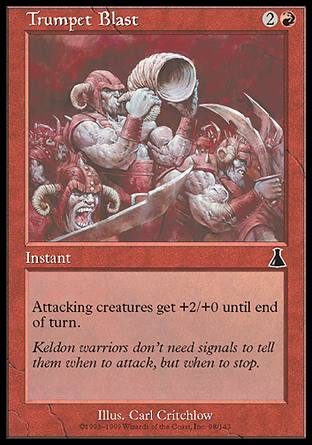 Trumpet Blast 2
Instant
Attacking creatures get +2/+0 until end
of turn.
Keldon warriors don't need signals to tell
them when to attack, but when to stop.
Illus. Carl Critchlow
©1993–1999 Wizards of the Coast, Inc. 98/143